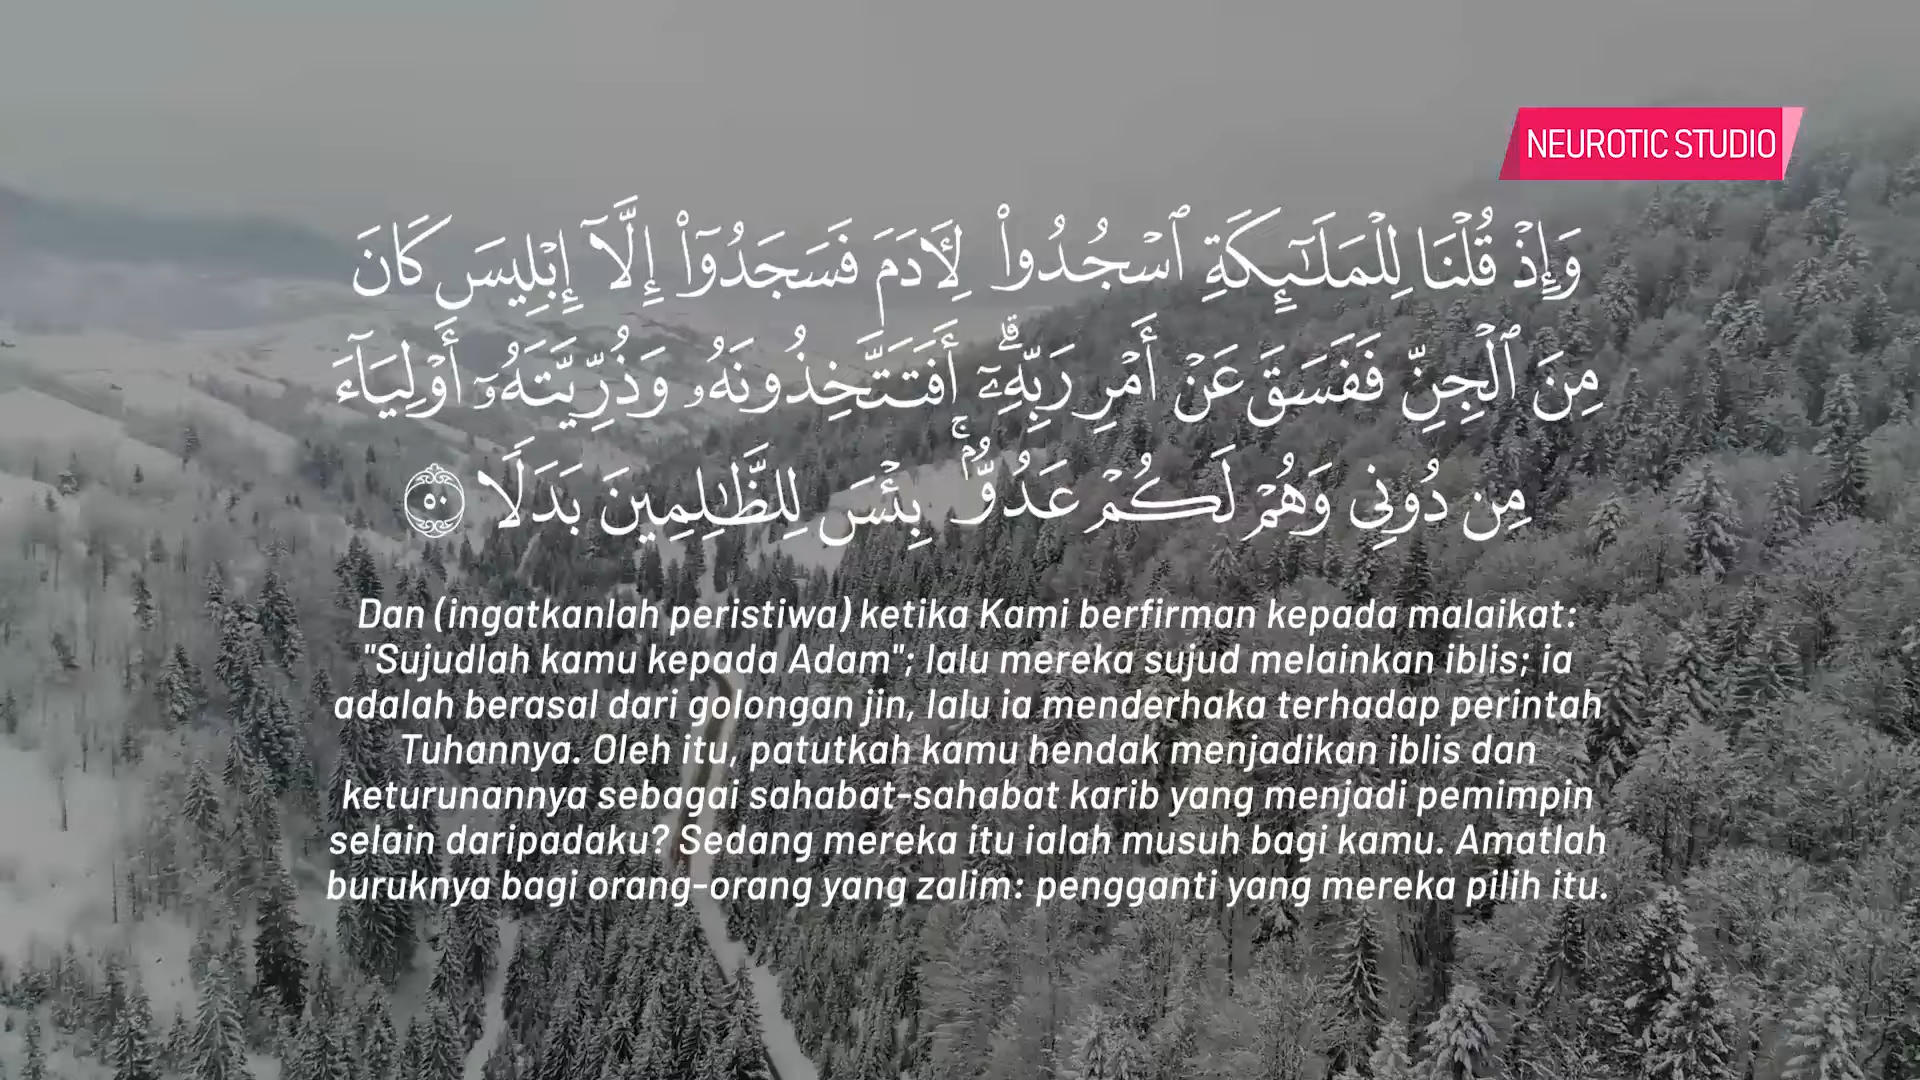 NEUROTIC STUDIO
وَإِذۡ قُلۡنَا لِلۡمَلَـٰٓئِكَةِ ٱسۡجُدُوا۟ لِـَٔادَمَ فَسَجَدُوٓا۟ إِلَّآ إِبۡلِيسَ كَانَ
مِنَ ٱلۡجِنِّ فَفَسَقَ عَنۡ أَمۡرِ رَبِّهِۦٓۗ أَفَتَتَّخِذُونَهُۥ وَذُرِّيَّتَهُۥٓ أَوۡلِيَآءَ
مِن دُونِى وَهُمۡ لَكُمۡ عَدُوُّۢۚ بِئۡسَ لِلظَّـٰلِمِينَ بَدَلًا ٥٠
Dan (ingatkanlah peristiwa) ketika Kami berfirman kepada malaikat:
"Sujudlah kamu kepada Adam"; lalu mereka sujud melainkan iblis; ia
adalah berasal dari golongan jin, lalu ia menderhaka terhadap perintah
Tuhannya. Oleh itu, patutkah kamu hendak menjadikan iblis dan
keturunannya sebagai sahabat-sahabat karib yang menjadi pemimpin
selain daripadaku? Sedang mereka itu ialah musuh bagi kamu. Amatlah
buruknya bagi orang-orang yang zalim: pengganti yang mereka pilih itu.